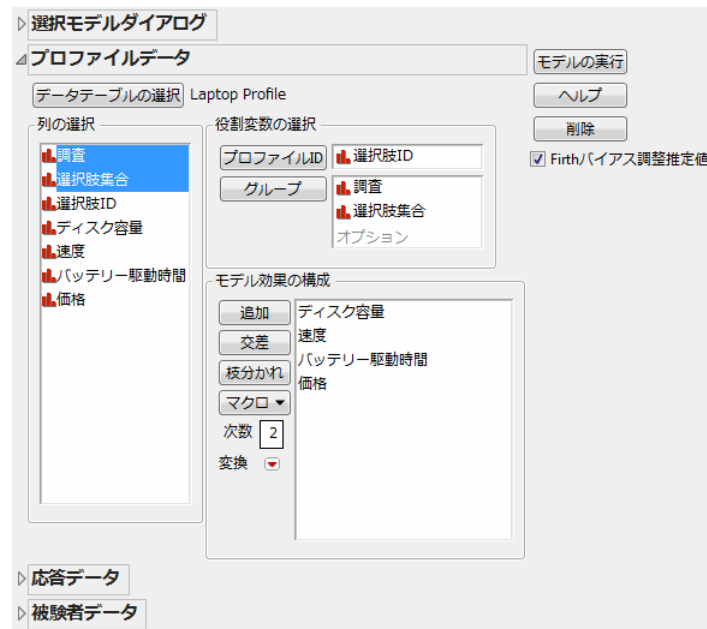 選択モデルダイアログ
プロファイルデータ
モデルの実行
データテーブルの選択 Laptop Profile
ヘルプ
削除
Firthバイアス調整推定値
列の選択
調査
選択肢集合
選択肢ID
ディスク容量
速度
バッテリー駆動時間
価格
役割変数の選択
プロファイルID 選択肢ID
グループ 調査
選択肢集合
オプション
モデル効果の構成
追加
交差
枝分かれ
マクロ
次数 2
変換
ディスク容量
速度
バッテリー駆動時間
価格
応答データ
被験者データ